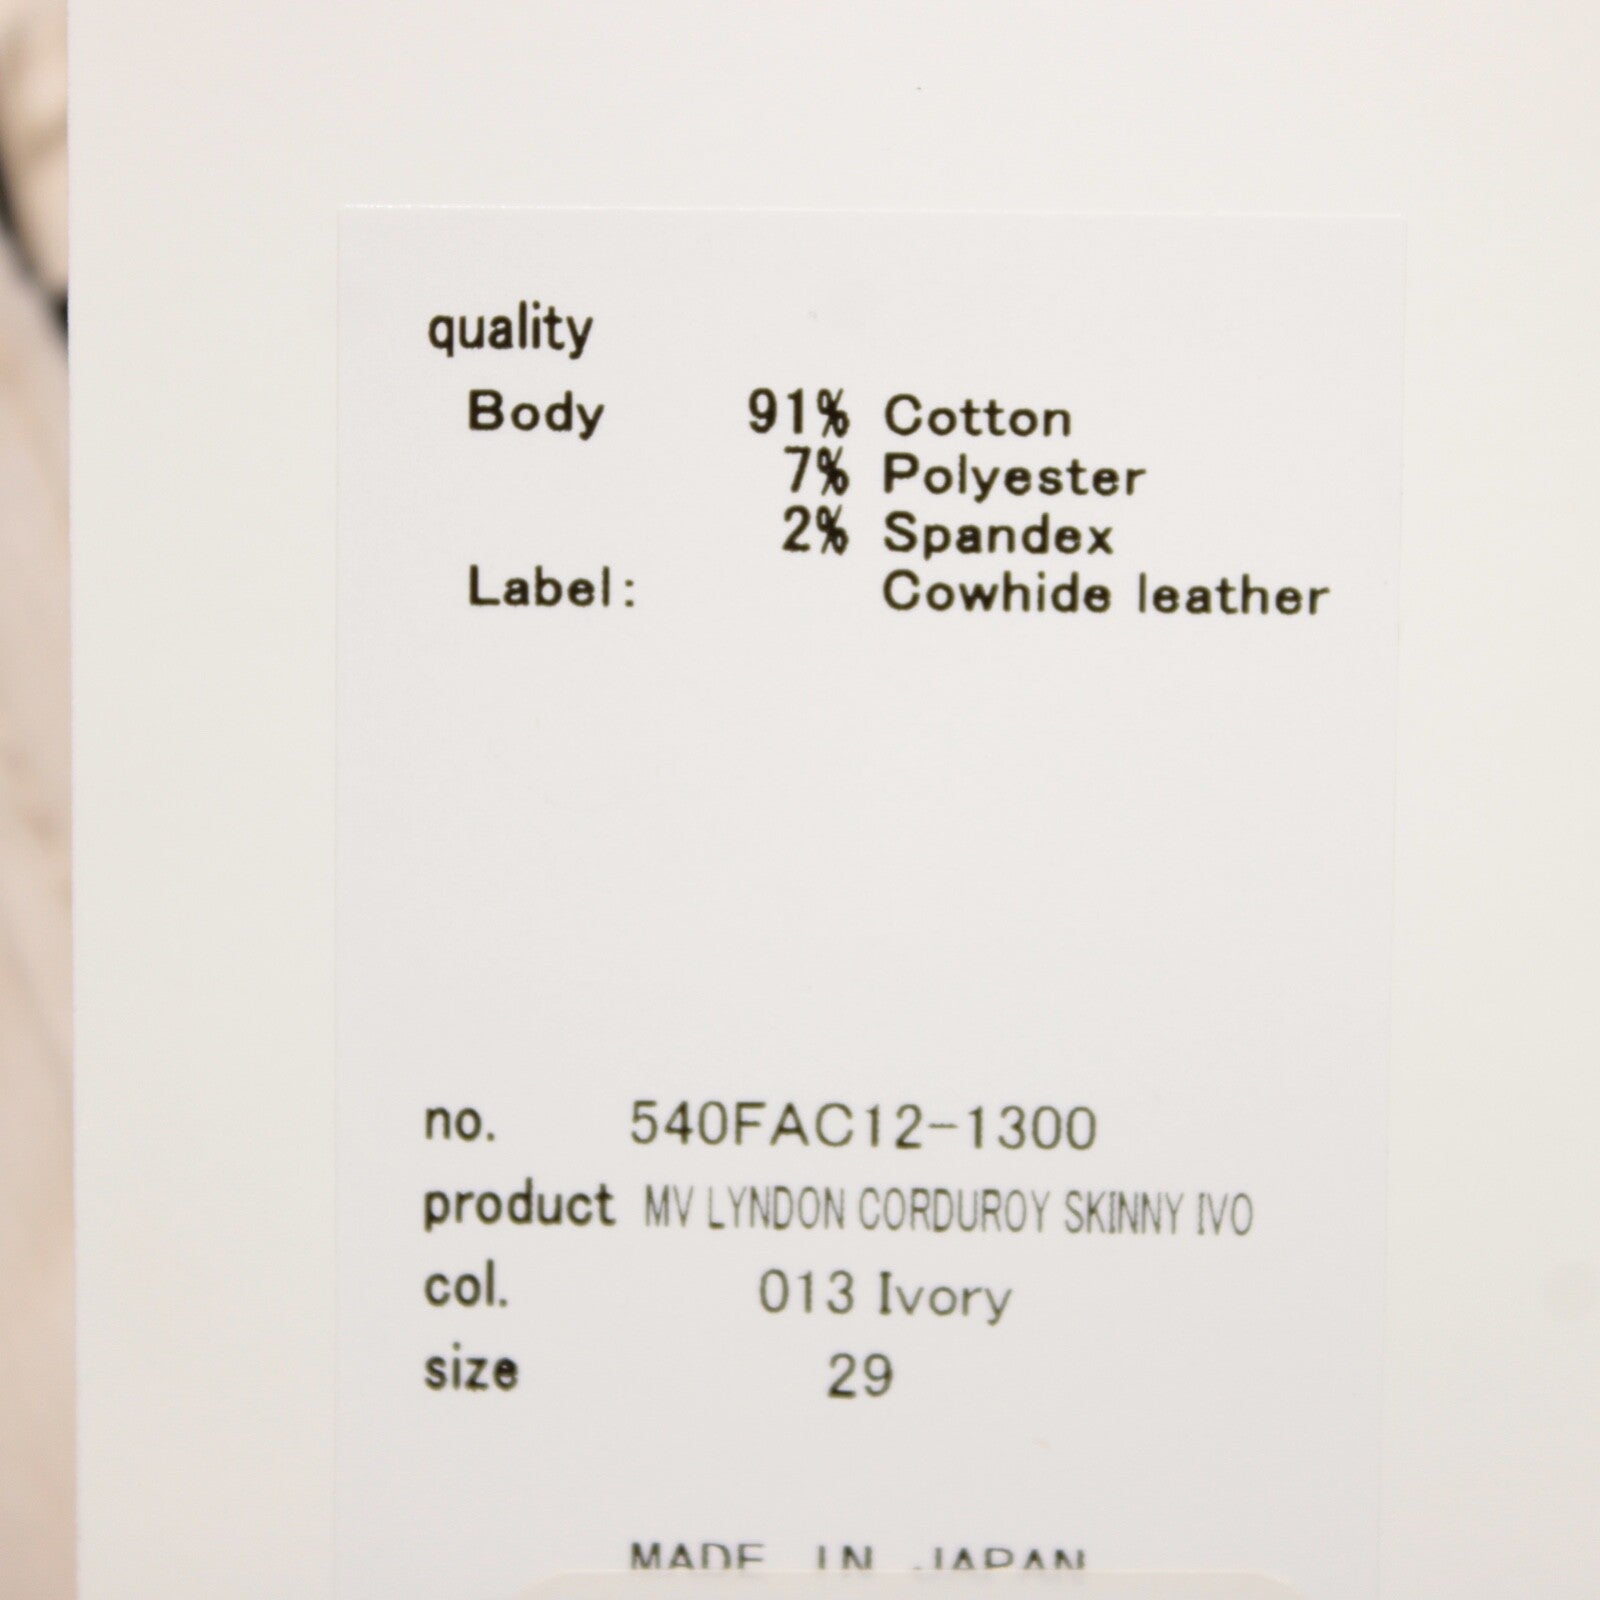 quality
Body 91% Cotton
7% Polyester
2% Spandex
Label: Cowhide leather
no. 540FAC12-1300
product MV LYNDON CORDUROY SKINNY IVO
col. 013 Ivory
size 29
MADE IN JAPAN